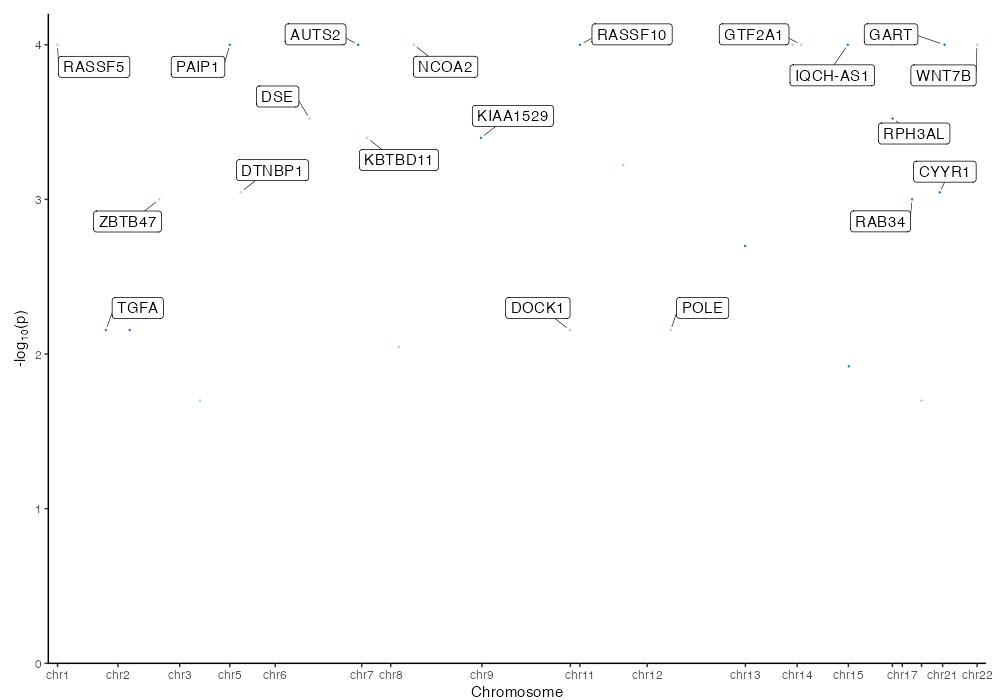 4
AUTS2
RASSF10
GTF2A1
GART
RASSF5
PAIP1
NCOA2
IQCH-AS1
WNT7B
DSE
KIAA1529
RPH3AL
KBTBD11
DTNBP1
CYYR1
3
ZBTB47
RAB34
TGFA
DOCK1
POLE
-log10(p)
2
1
0
chr1 chr2 chr3 chr5 chr6 chr7 chr8 chr9 chr11 chr12 chr13 chr14 chr15 chr17 chr21 chr22
Chromosome